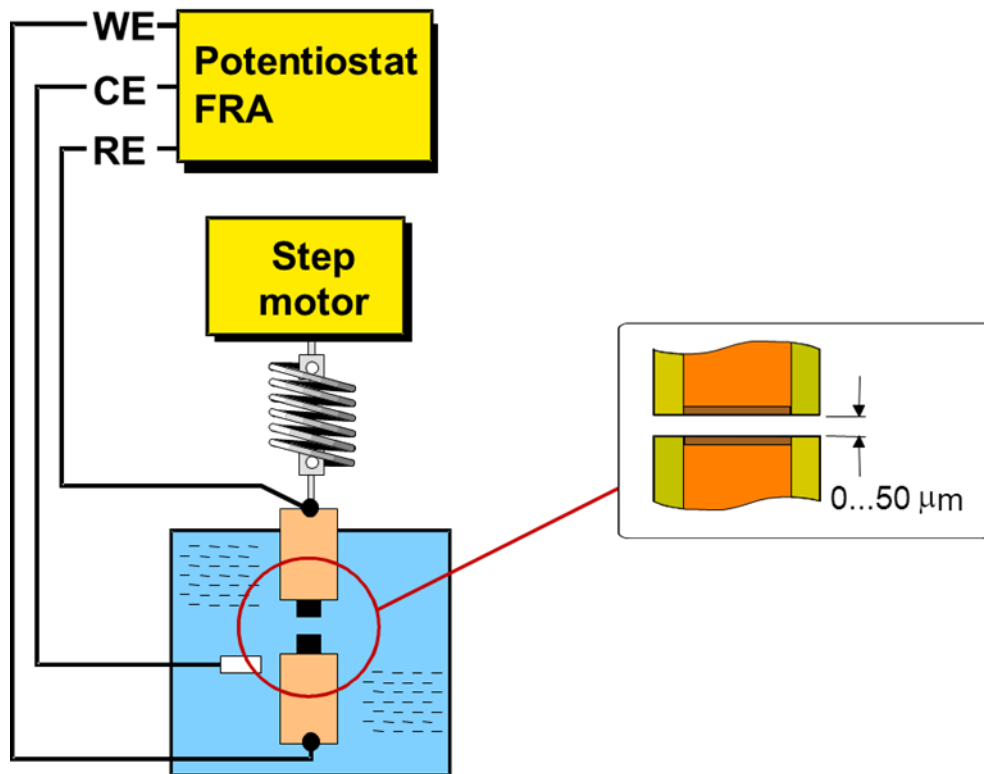 WE
CE
RE
Potentiostat
FRA
Step
motor
0...50 μm